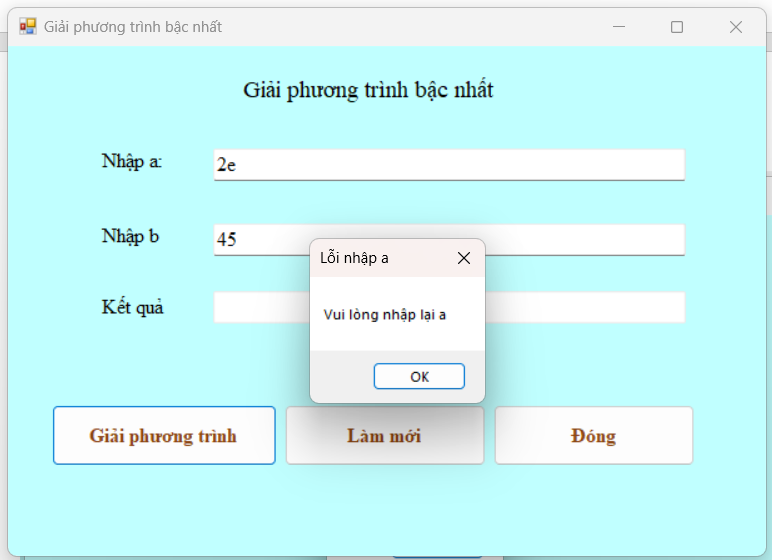 Giải phương trình bậc nhất
Giải phương trình bậc nhất
Nhập a:
2e
Nhập b
45
Lỗi nhập a
Vui lòng nhập lại a
OK
Kết quả
Giải phương trình
Làm mới
Đóng